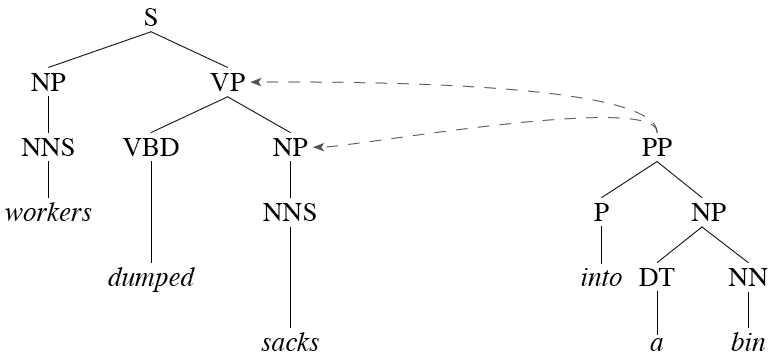 S
NP VP
NNS VBD NP PP
workers NNS P NP
dumped into DT NN
sacks a bin